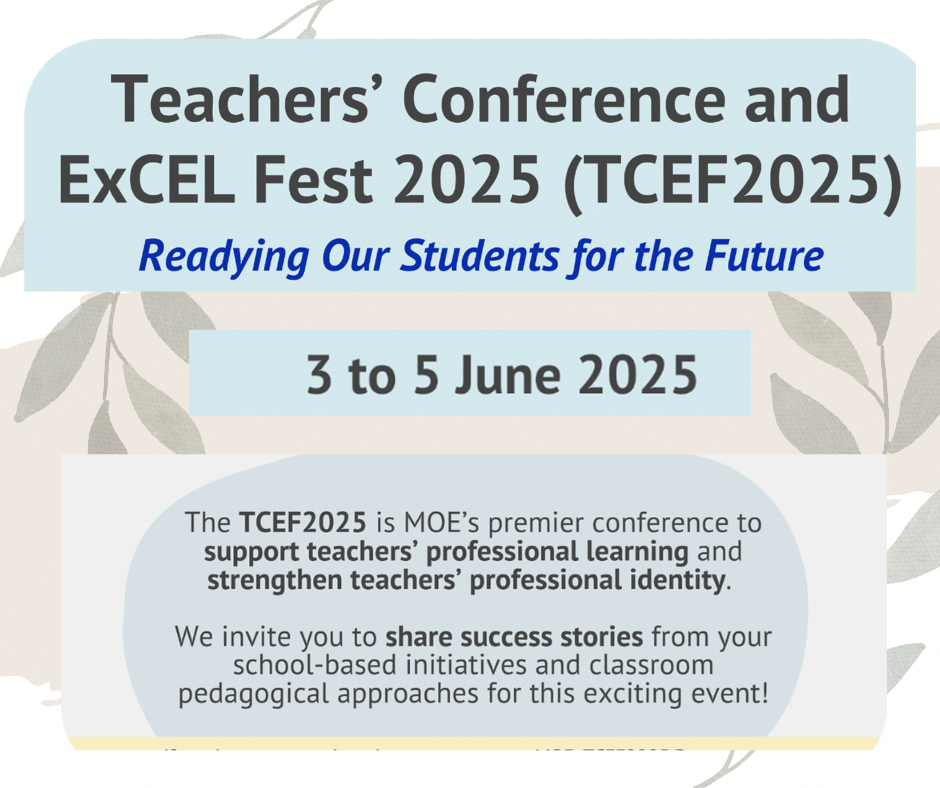 Teachers’ Conference and
ExCEL Fest 2025 (TCEF2025)
Readying Our Students for the Future
3 to 5 June 2025
The TCEF2025 is MOE’s premier conference to
support teachers’ professional learning and
strengthen teachers’ professional identity.
We invite you to share success stories from your
school-based initiatives and classroom
pedagogical approaches for this exciting event!